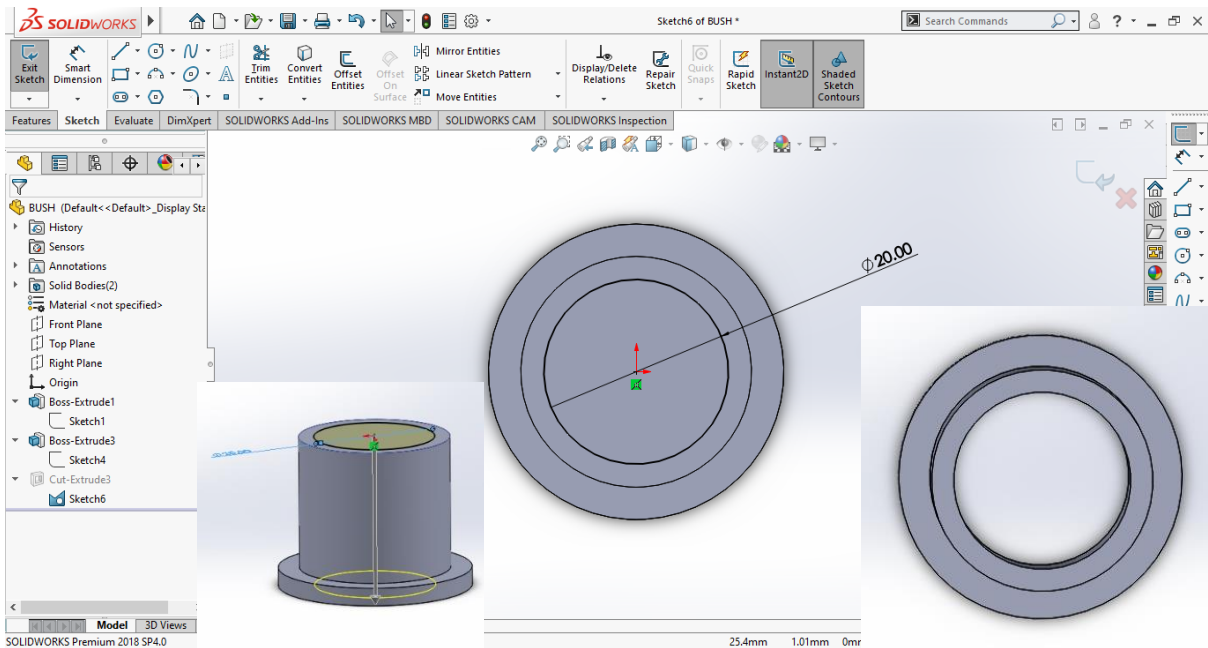 SOLIDWORKS
Sketch6 of BUSH *
Search Commands
?
Exit Sketch
Smart Dimension
Trim Entities
Convert Entities
Offset Entities
Offset On Surface
Mirror Entities
Linear Sketch Pattern
Move Entities
Display/Delete Relations
Repair Sketch
Quick Snaps
Rapid Sketch
Instant2D
Shaded Sketch Contours
Features Sketch Evaluate DimXpert SOLIDWORKS Add-Ins SOLIDWORKS MBD SOLIDWORKS CAM SOLIDWORKS Inspection
BUSH (Default<<Default>_Display Sta
History
Sensors
Annotations
Solid Bodies(2)
Material <not specified>
Front Plane
Top Plane
Right Plane
Origin
Boss-Extrude1
Sketch1
Boss-Extrude3
Sketch4
Cut-Extrude3
Sketch6
∅20.00
Model 3D Views
SOLIDWORKS Premium 2018 SP4.0
25.4mm 1.01mm